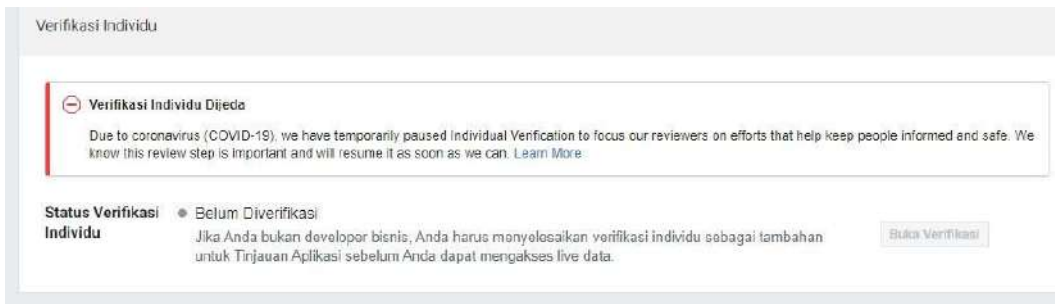 Verifikasi Individu
Verifikasi Individu Dijeda
Due to coronavirus (COVID-19), we have temporarily paused Individual Verification to focus our reviewers on efforts that help keep people informed and safe. We
know this review step is important and will resume it as soon as we can. Learn More
Status Verifikasi Individu
Belum Diverifikasi
Jika Anda bukan developer bisnis, Anda harus menyelesaikan verifikasi individu sebagai tambahan
untuk Tinjauan Aplikasi sebelum Anda dapat mengakses live data.
Buka Verifikasi